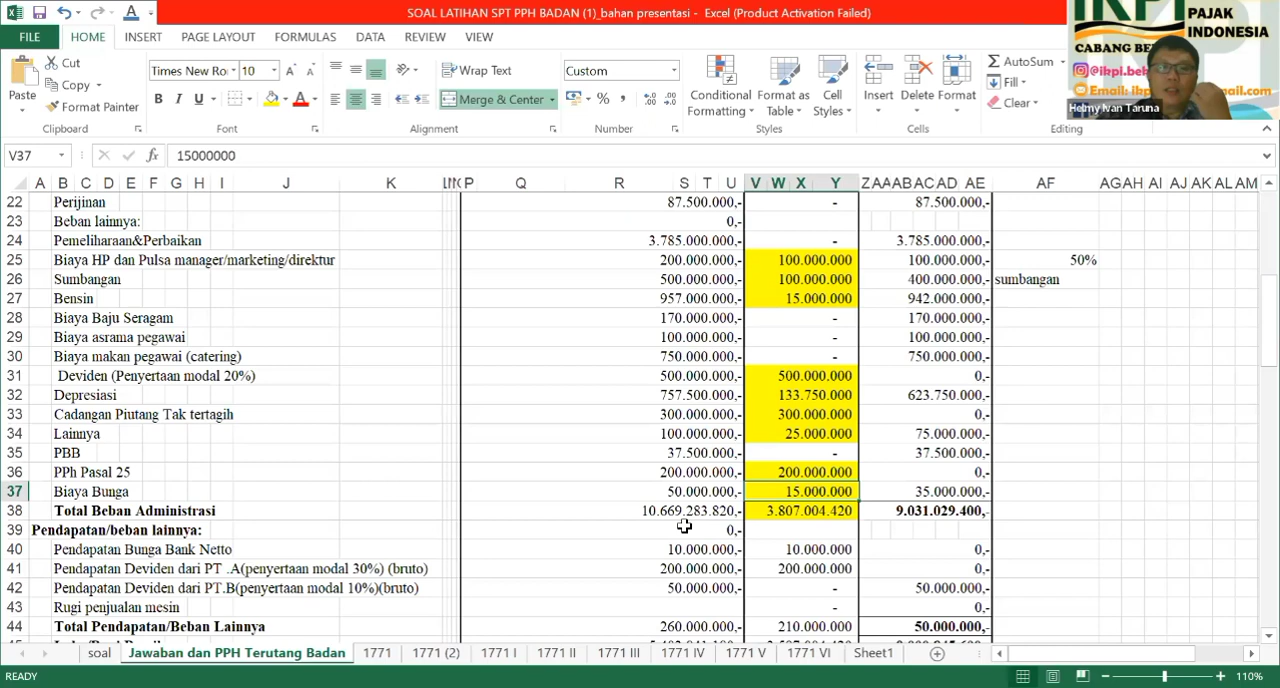 SOAL LATIHAN SPT PPH BADAN (1)_bahan presentasi - Excel (Product Activation Failed)
PAJAK
INDONESIA
CABANG
@ikpi.bek
Email: ikp mail.com
Helmy Ivan Taruna
FILE HOME INSERT PAGE LAYOUT FORMULAS DATA REVIEW VIEW
Paste
Cut
Copy
Format Painter
Clipboard
Times New Ro 10
B I U
Font
Wrap Text
Merge & Center
Alignment
Custom
%
Number
Conditional Formatting
Format as Table
Cell Styles
Styles
Insert Delete Format
Cells
AutoSum
Fill
Clear
Editing
V37 fx 15000000
A B C D E F G H I J K P Q R S T U V W X Y Z AA AB AC AD AE AF AG AH AI AJ AK AL AM
22 Perijinan 87.500.000,- - 87.500.000,-
23 Beban lainnya: 0,-
24 Pemeliharaan&Perbaikan 3.785.000.000,- - 3.785.000.000,-
25 Biaya HP dan Pulsa manager/marketing/direktur 200.000.000,- 100.000.000 100.000.000,- 50%
26 Sumbangan 500.000.000,- 100.000.000 400.000.000,- sumbangan
27 Bensin 957.000.000,- 15.000.000 942.000.000,-
28 Biaya Baju Seragam 170.000.000,- - 170.000.000,-
29 Biaya asrama pegawai 100.000.000,- - 100.000.000,-
30 Biaya makan pegawai (catering) 750.000.000,- - 750.000.000,-
31 Deviden (Penyertaan modal 20%) 500.000.000,- 500.000.000 0,-
32 Depresiasi 757.500.000,- 133.750.000 623.750.000,-
33 Cadangan Piutang Tak tertagih 300.000.000,- 300.000.000 0,-
34 Lainnya 100.000.000,- 25.000.000 75.000.000,-
35 PBB 37.500.000,- - 37.500.000,-
36 PPh Pasal 25 200.000.000,- 200.000.000 0,-
37 Biaya Bunga 50.000.000,- 15.000.000 35.000.000,-
38 Total Beban Administrasi 10.669.283.820,- 3.807.004.420 9.031.029.400,-
39 Pendapatan/beban lainnya: 0,-
40 Pendapatan Bunga Bank Netto 10.000.000,- 10.000.000 0,-
41 Pendapatan Deviden dari PT .A(penyertaan modal 30%) (bruto) 200.000.000,- 200.000.000 0,-
42 Pendapatan Deviden dari PT.B(penyertaan modal 10%)(bruto) 50.000.000,- - 50.000.000,-
43 Rugi penjualan mesin - 0,-
44 Total Pendapatan/Beban Lainnya 260.000.000,- 210.000.000 50.000.000,-
soal Jawaban dan PPH Terutang Badan 1771 1771 (2) 1771 I 1771 II 1771 III 1771 IV 1771 V 1771 VI Sheet1
READY 110%